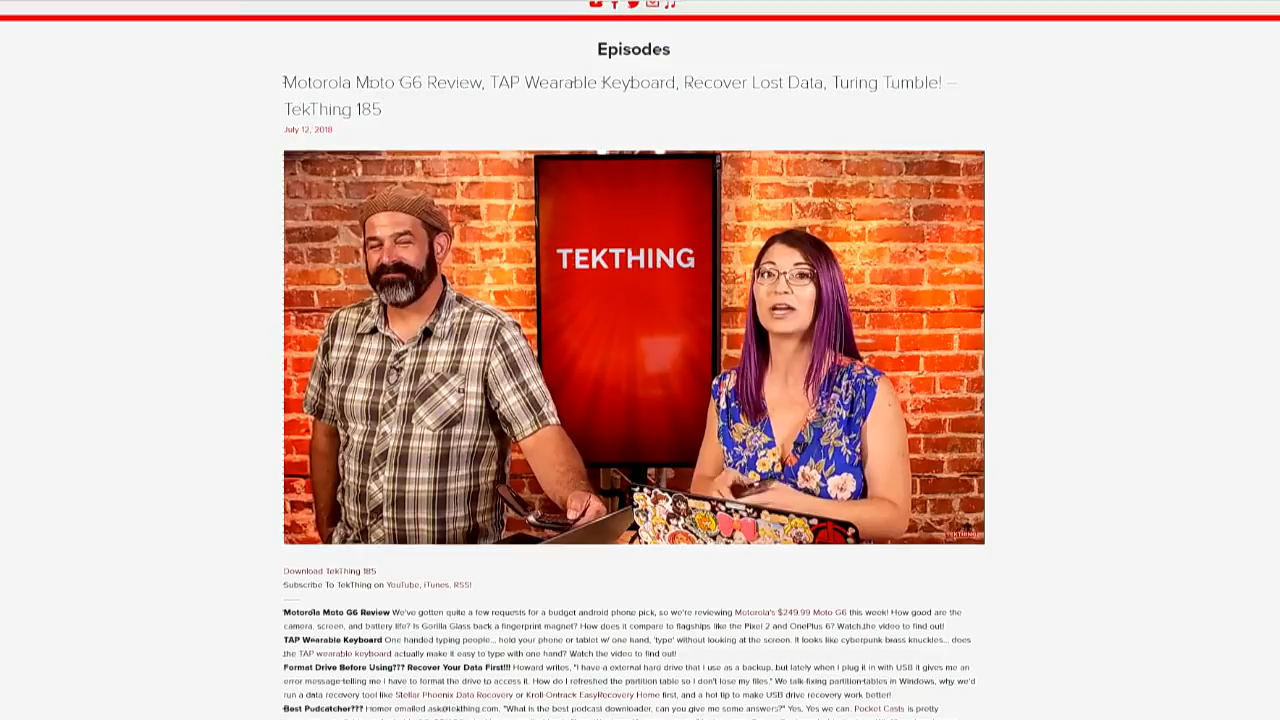 Episodes
Motorola Moto G6 Review, TAP Wearable Keyboard, Recover Lost Data, Turing Tumble! –
TekThing 185
July 12, 2018
TEKTHING
TEKTHING
Download TekThing 185
Subscribe To TekThing on YouTube, iTunes, RSS!
Motorola Moto G6 Review We've gotten quite a few requests for a budget android phone pick, so we're reviewing Motorola's $249.99 Moto G6 this week! How good are the
camera, screen, and battery life? Is Gorilla Glass back a fingerprint magnet? How does it compare to flagships like the Pixel 2 and OnePlus 6? Watch the video to find out!
TAP Wearable Keyboard One handed typing people... hold your phone or tablet w/ one hand, 'type' without looking at the screen. It looks like cyberpunk brass knuckles... does
the TAP wearable keyboard actually make it easy to type with one hand? Watch the video to find out!
Format Drive Before Using??? Recover Your Data First!!! Howard writes, "I have a external hard drive that I use as a backup, but lately when I plug it in with USB it gives me an
error message telling me I have to format the drive to access it. How do I refreshed the partition table so I don't lose my files." We talk fixing partition tables in Windows, why we'd
run a data recovery tool like Stellar Phoenix Data Recovery or Kroll Ontrack EasyRecovery Home first, and a hot tip to make USB drive recovery work better!
Best Podcatcher??? Homer emailed ask@tekthing.com, "What is the best podcast downloader, can you give me some answers?" Yes. Yes we can. Pocket Casts is pretty